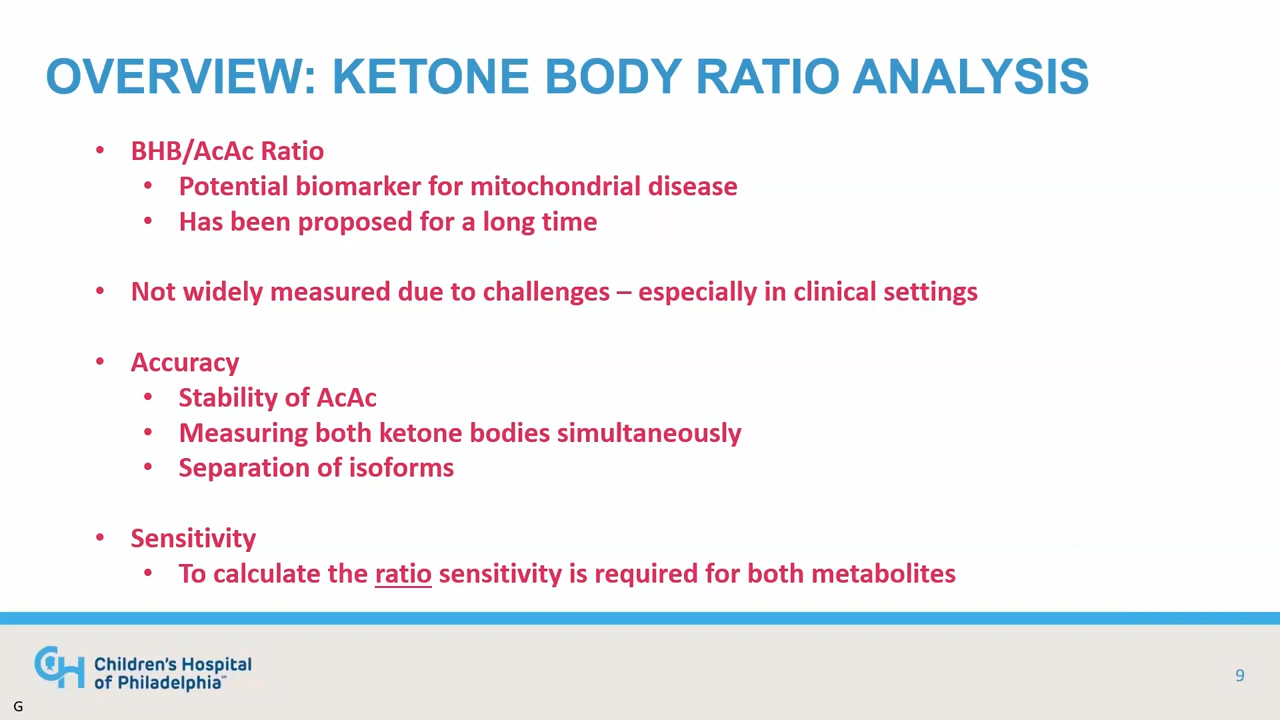 OVERVIEW: KETONE BODY RATIO ANALYSIS
• BHB/AcAc Ratio
• Potential biomarker for mitochondrial disease
• Has been proposed for a long time
• Not widely measured due to challenges – especially in clinical settings
• Accuracy
• Stability of AcAc
• Measuring both ketone bodies simultaneously
• Separation of isoforms
• Sensitivity
• To calculate the ratio sensitivity is required for both metabolites
CH Children's Hospital
of Philadelphia℠
9
G